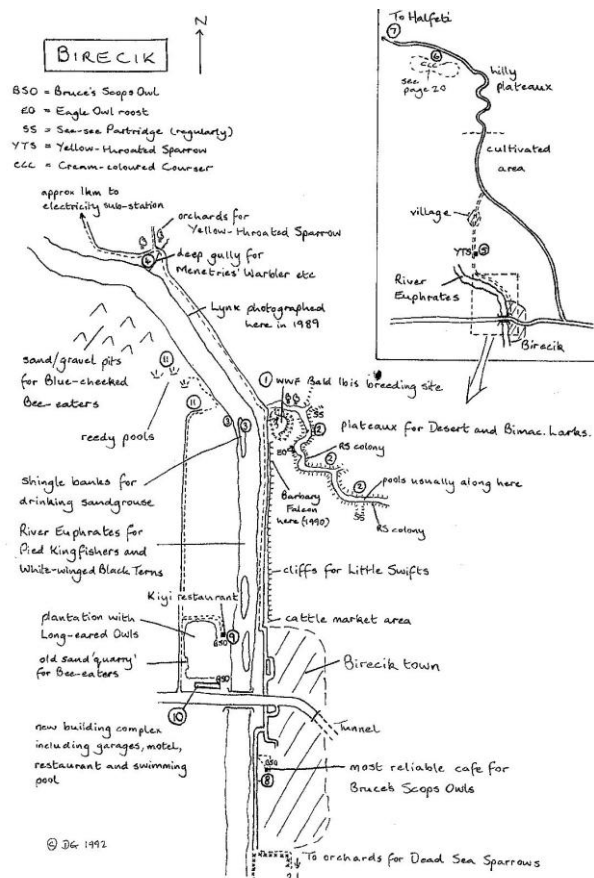 BIRECIK
N
BSO = Bruce's Scops Owl
EO = Eagle Owl roost
SS = See-see Partridge (regularly)
YTS = Yellow-throated Sparrow
CCC = Cream-coloured Courser
approx 1km to
electricity sub-station
orchards for
Yellow-throated Sparrow
4
deep gully for
Menetries' Warbler etc
Lynx photographed
here in 1989
sand/gravel pits
for Blue-cheeked
Bee-eaters
11
11
reedy pools
1
WWF Bald Ibis breeding site
SS
2
plateaux for Desert and Bimac. Larks.
EO
RS colony
2
2
pools usually along here
RS colony
SS
3
3
Shingle banks for
drinking sandgrouse
Barbary
Falcon
here (1990)
River Euphrates for
Pied Kingfishers and
White-winged Black Terns
cliffs for Little Swifts
Kiyi restaurant
cattle market area
plantation with
Long-eared Owls
9
BSO
old sand 'quarry'
for Bee-eaters
BSO
Birecik town
10
Tunnel
new building complex
including garages, motel,
restaurant and swimming
pool
BSO
8
most reliable cafe for
Bruce's Scops Owls
© DG 1992
To orchards for Dead Sea Sparrows
To Halfeti
7
6
CCC
see
page 20
hilly
plateaux
cultivated
area
village
YTS
5
River
Euphrates
Birecik